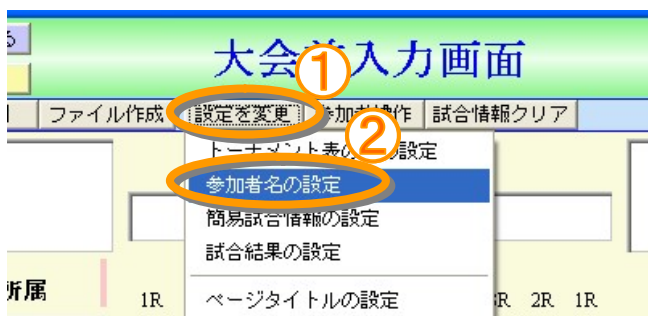 る
大会 入力画面
①
ファイル作成 設定を変更 参加者操作 試合情報クリア
②
トーナメント表の 設定
参加者名の設定
簡易試合情報の設定
試合結果の設定
所属 1R R 2R 1R
ページタイトルの設定